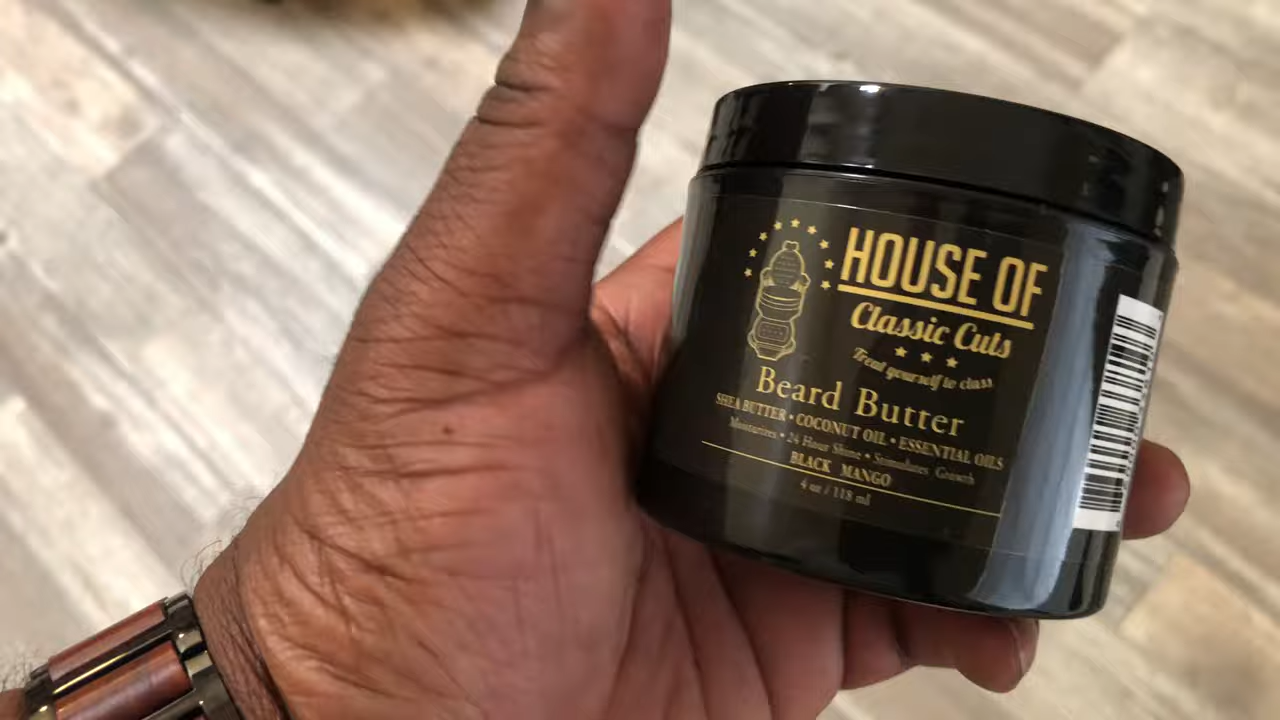 HOUSE OF
Classic Cuts
Treat yourself to class
Beard Butter
SHEA BUTTER • COCONUT OIL • ESSENTIAL OILS
Moisturizes • 24 Hour Shine • Stimulates Growth
BLACK MANGO
4 oz / 118 ml